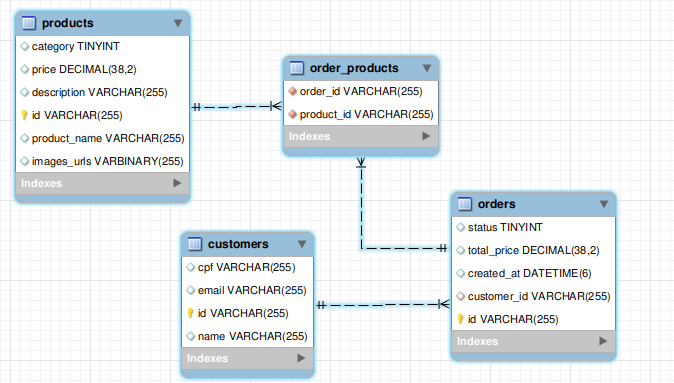 products
category TINYINT
price DECIMAL(38,2)
description VARCHAR(255)
id VARCHAR(255)
product_name VARCHAR(255)
images_urls VARBINARY(255)
Indexes
order_products
order_id VARCHAR(255)
product_id VARCHAR(255)
Indexes
customers
cpf VARCHAR(255)
email VARCHAR(255)
id VARCHAR(255)
name VARCHAR(255)
Indexes
orders
status TINYINT
total_price DECIMAL(38,2)
created_at DATETIME(6)
customer_id VARCHAR(255)
id VARCHAR(255)
Indexes